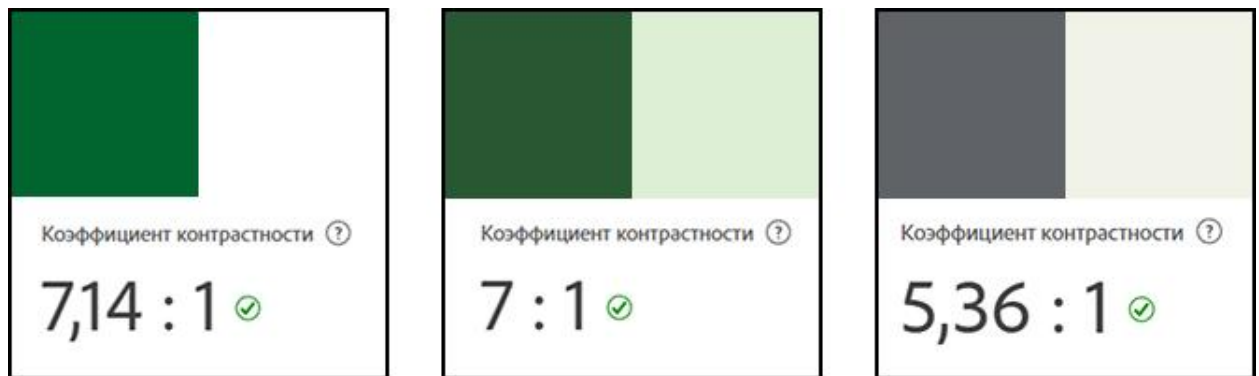 Коэффициент контрастности ?
7,14 : 1
Коэффициент контрастности ?
7 : 1
Коэффициент контрастности ?
5,36 : 1